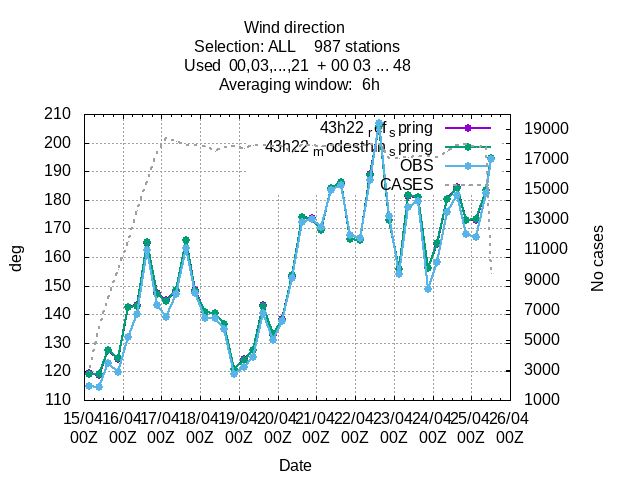 Wind direction
Selection: ALL    987 stations
Used  00,03,...,21  + 00 03 ... 48
Averaging window:  6h
43h22_ref_spring
43h22_modesthin_spring
OBS
CASES
210
200
190
180
170
160
150
140
130
120
110
deg
19000
17000
15000
13000
11000
9000
7000
5000
3000
1000
No cases
15/04 16/04 17/04 18/04 19/04 20/04 21/04 22/04 23/04 24/04 25/04 26/04
00Z 00Z 00Z 00Z 00Z 00Z 00Z 00Z 00Z 00Z 00Z 00Z
Date